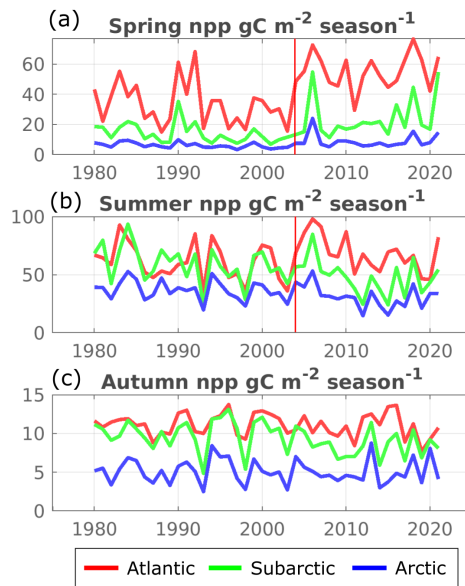 (a) Spring npp gC m⁻² season⁻¹
60
40
20
0
1980 1990 2000 2010 2020
(b) Summer npp gC m⁻² season⁻¹
100
50
0
1980 1990 2000 2010 2020
(c) Autumn npp gC m⁻² season⁻¹
15
10
5
0
1980 1990 2000 2010 2020
Atlantic Subarctic Arctic